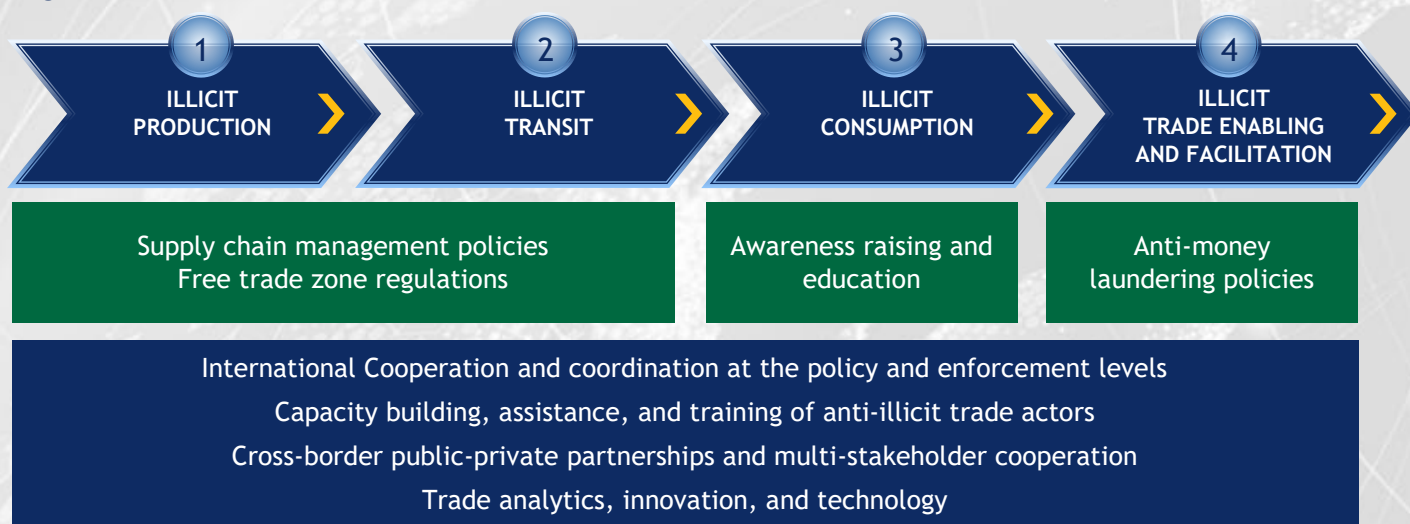 1
ILLICIT
PRODUCTION
2
ILLICIT
TRANSIT
3
ILLICIT
CONSUMPTION
4
ILLICIT
TRADE ENABLING
AND FACILITATION
Supply chain management policies
Free trade zone regulations
Awareness raising and
education
Anti-money
laundering policies
International Cooperation and coordination at the policy and enforcement levels
Capacity building, assistance, and training of anti-illicit trade actors
Cross-border public-private partnerships and multi-stakeholder cooperation
Trade analytics, innovation, and technology